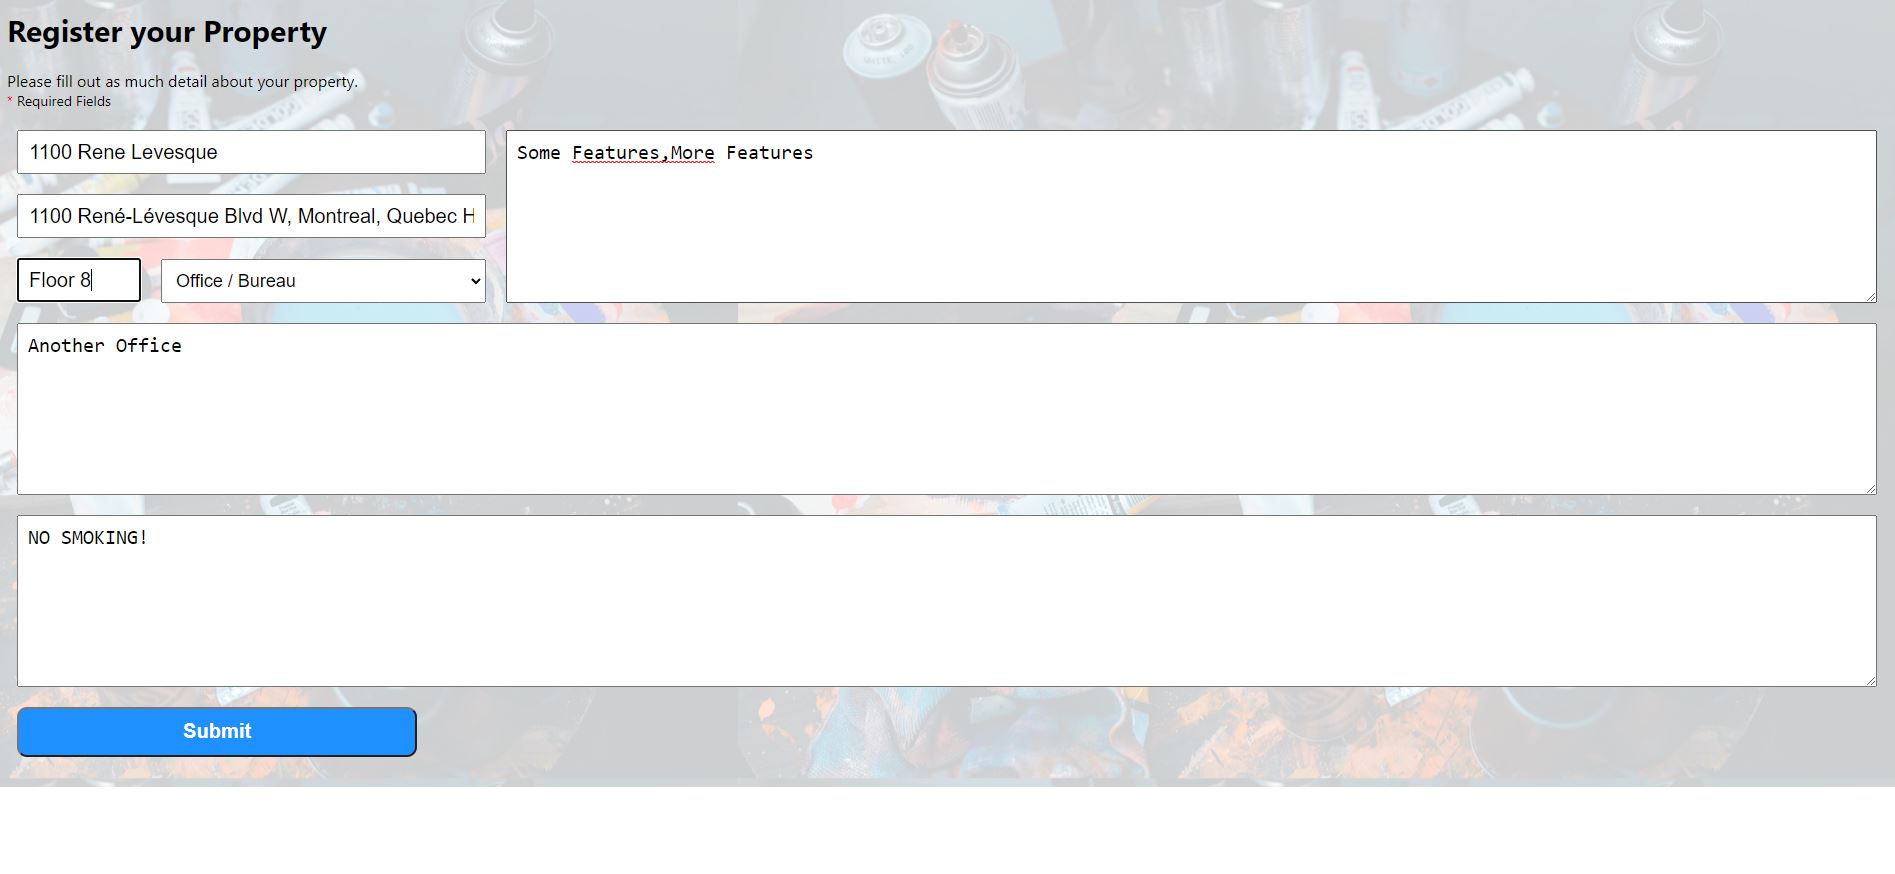 Register your Property
Please fill out as much detail about your property.
* Required Fields
1100 Rene Levesque
1100 René-Lévesque Blvd W, Montreal, Quebec H
Floor 8
Office / Bureau
Some Features,More Features
Another Office
NO SMOKING!
Submit